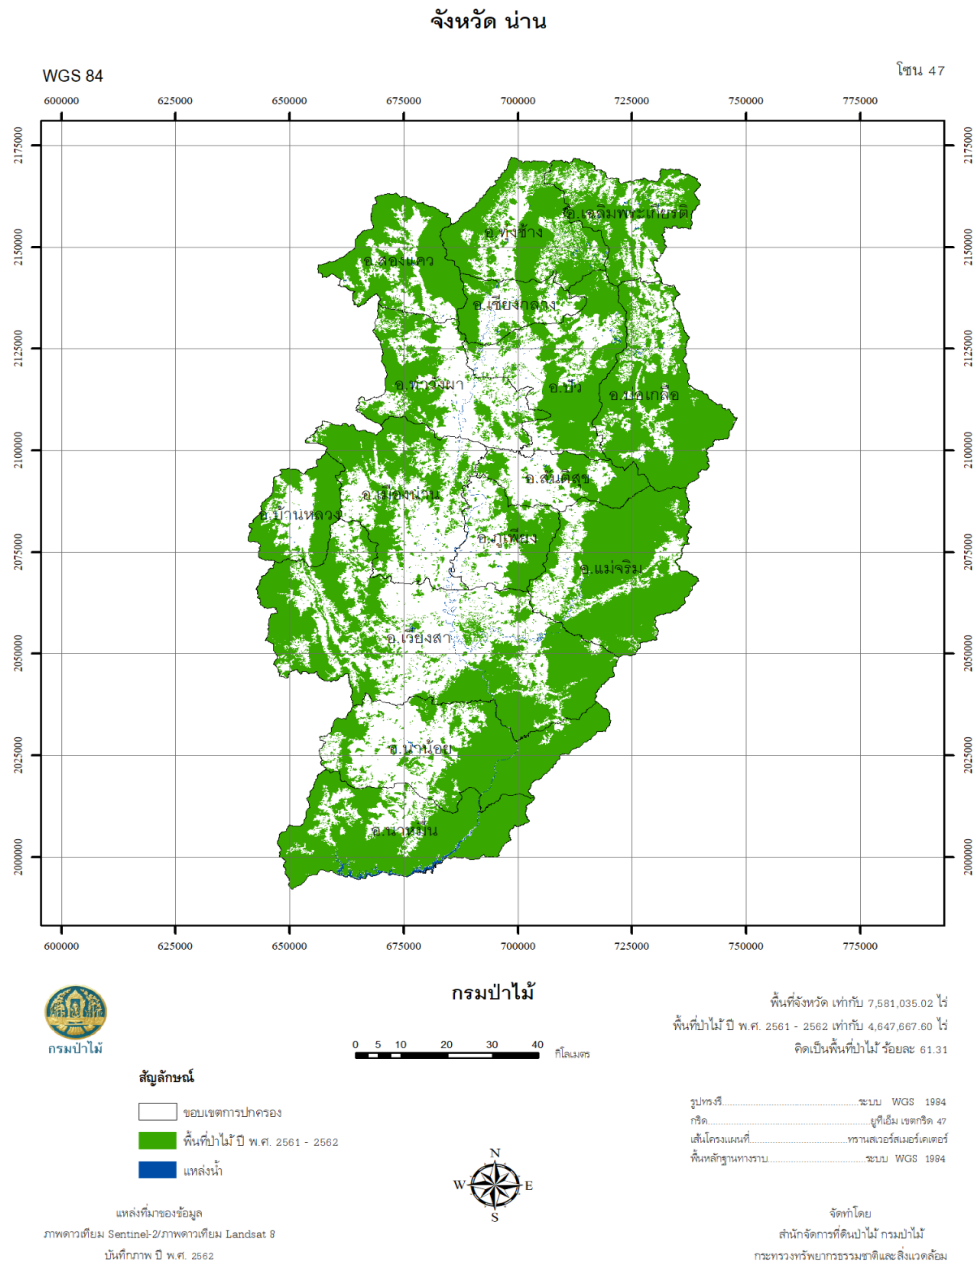 จังหวัด น่าน
WGS 84
โซน 47
600000 625000 650000 675000 700000 725000 750000 775000
2175000 2175000
2150000 2150000
2125000 2125000
2100000 2100000
2075000 2075000
2050000 2050000
2025000 2025000
2000000 2000000
อ.เฉลิมพระเกียรติ
อ.ทุ่งช้าง
อ.สองแคว
อ.เชียงกลาง
อ.ท่าวังผา
อ.ปัว
อ.บ่อเกลือ
อ.สันติสุข
อ.เมืองน่าน
อ.บ้านหลวง
อ.ภูเพียง
อ.แม่จริม
อ.เวียงสา
อ.นาน้อย
อ.นาหมื่น
600000 625000 650000 675000 700000 725000 750000 775000
กรมป่าไม้
กรมป่าไม้
0 5 10 20 30 40
กิโลเมตร
พื้นที่จังหวัด เท่ากับ 7,581,035.02 ไร่
พื้นที่ป่าไม้ ปี พ.ศ. 2561 - 2562 เท่ากับ 4,647,667.60 ไร่
คิดเป็นพื้นที่ป่าไม้ ร้อยละ 61.31
สัญลักษณ์
ขอบเขตการปกครอง
พื้นที่ป่าไม้ ปี พ.ศ. 2561 - 2562
แหล่งน้ำ
รูปทรงรี........................................ระบบ WGS 1984
กริด........................................ยูทีเอ็ม เขตกริด 47
เส้นโครงแผนที่........................................ทรานสเวอร์สเมอร์เคเตอร์
พื้นหลักฐานทางราบ........................................ระบบ WGS 1984
N
W E
S
แหล่งที่มาของข้อมูล
ภาพดาวเทียม Sentinel-2/ภาพดาวเทียม Landsat 8
บันทึกภาพ ปี พ.ศ. 2562
จัดทำโดย
สำนักจัดการที่ดินป่าไม้ กรมป่าไม้
กระทรวงทรัพยากรธรรมชาติและสิ่งแวดล้อม